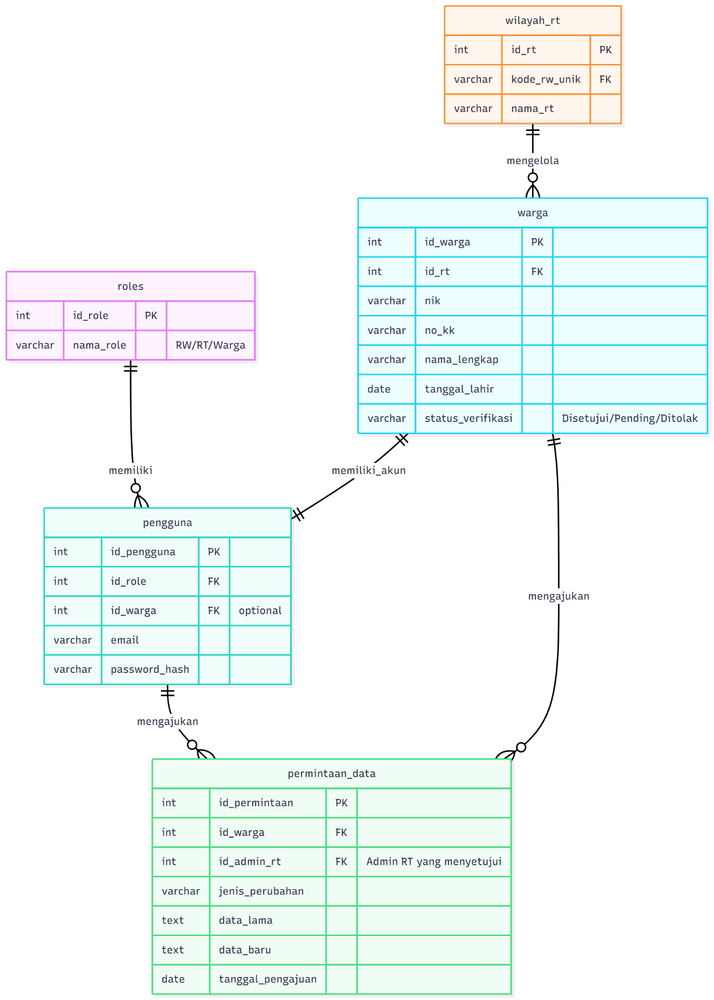 wilayah_rt
int id_rt PK
varchar kode_rw_unik FK
varchar nama_rt
mengelola
warga
int id_warga PK
int id_rt FK
varchar nik
varchar no_kk
varchar nama_lengkap
date tanggal_lahir
varchar status_verifikasi Disetujui/Pending/Ditolak
roles
int id_role PK
varchar nama_role RW/RT/Warga
memiliki
memiliki_akun
pengguna
int id_pengguna PK
int id_role FK
int id_warga FK optional
varchar email
varchar password_hash
mengajukan
mengajukan
permintaan_data
int id_permintaan PK
int id_warga FK
int id_admin_rt FK Admin RT yang menyetujui
varchar jenis_perubahan
text data_lama
text data_baru
date tanggal_pengajuan